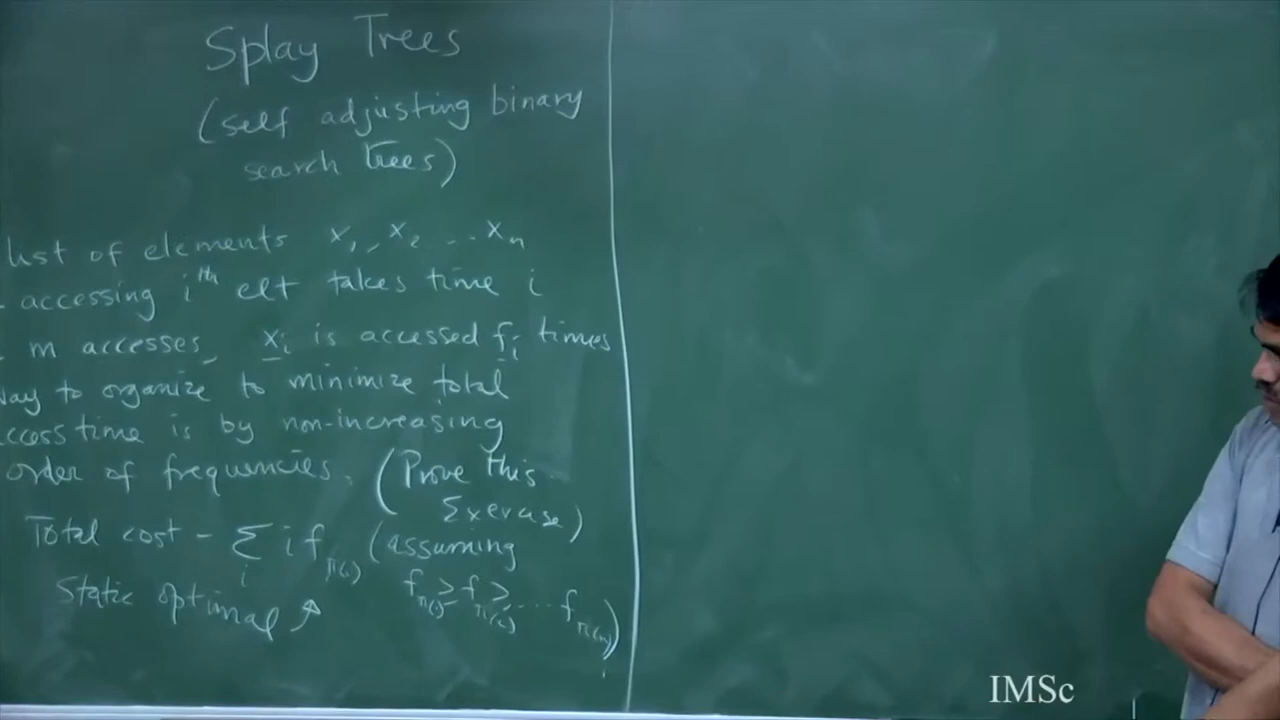 Splay Trees
(self adjusting binary
search trees)
list of elements x₁, x₂ ... xₙ
- accessing iᵗʰ elt takes time i
- m accesses, xᵢ is accessed fᵢ times
to organize to minimize total
time is by non-increasing
order of frequencies. (Prove this
Exercise)
Total cost - Σᵢ i f_π(i) (assuming
f_π(1) ≥ f_π(2) ≥ ... f_π(n))
Static optimal ↗
IMSc